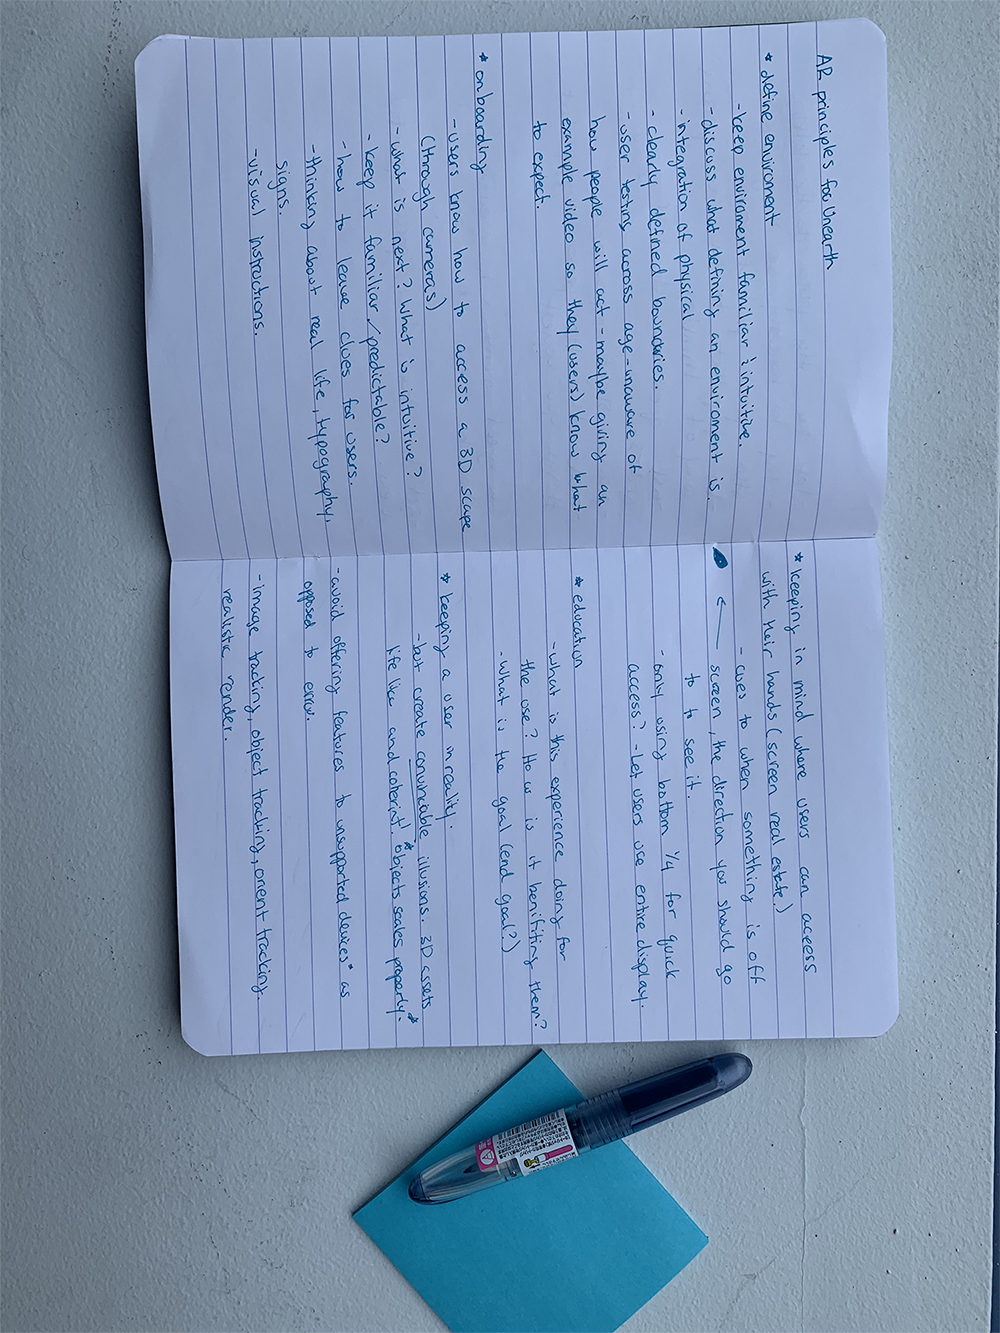 AR principles for Unearth
* define enviroment
- keep enviroment familiar & intuitive.
- discuss what defining an enviroment is.
- integration of physical
- clearly defined boundries.
- user testing across age - unaware of
how people will act - maybe giving an
example video so they (users) know what
to expect.
* onboarding
- users know how to access a 3D scape
(through cameras)
- what is next? What is intuitive?
- keep it familiar/predictable?
- how to leave clues for users.
- thinking about real life, typography,
signs.
- visual instructions.
* keeping in mind where users can access
with their hands (screen real estate.)
- cues to when something is off
screen, the direction you should go
to to see it.
- only using bottom 1/4 for quick
access? - Let users use entire display.
* education
- what is this experience doing for
the use? How is it benifiting them?
- What is the goal (end goal?)
* keeping a user in reality.
- but create convincable illusions. 3D assets
life like and coherist! *objects scales properly.*
- avoid offering features to unsupported devices* as
opposed to error.
- image tracking, object tracking, orient tracking.
realistic render.